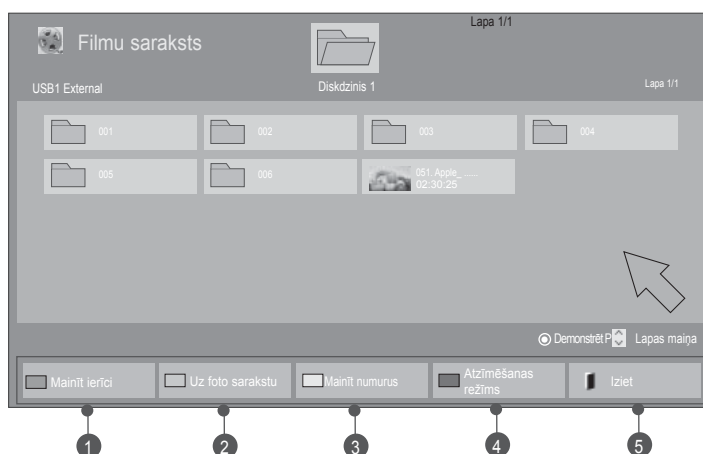 Lapa 1/1
Filmu saraksts
USB1 External
Diskdzinis 1
Lapa 1/1
001
002
003
004
005
006
051. Apple_ ......
02:30:25
Demonstrēt P Lapas maiņa
Mainīt ierīci
Uz foto sarakstu
Mainīt numurus
Atzīmēšanas
režīms
Iziet
1
2
3
4
5